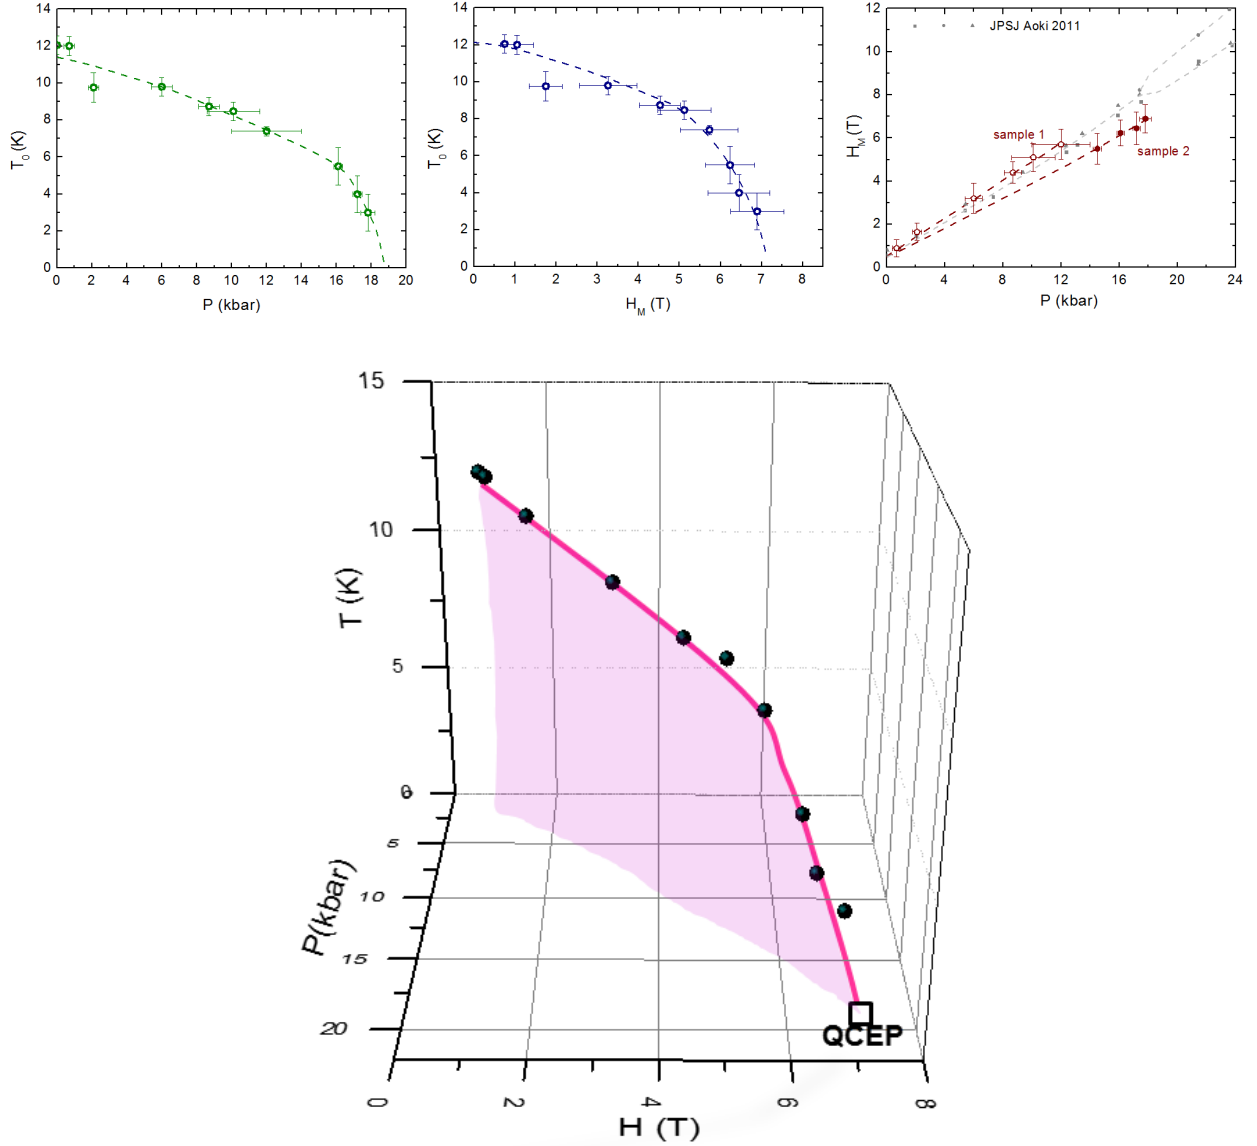 14
12
10
8
6
4
2
0
T0 (K)
0 2 4 6 8 10 12 14 16 18 20
P (kbar)
14
12
10
8
6
4
2
0
T0 (K)
0 1 2 3 4 5 6 7 8
HM (T)
12
10
8
6
4
2
0
HM (T)
JPSJ Aoki 2011
sample 1
sample 2
0 4 8 12 16 20 24
P (kbar)
15
10
5
0
T (K)
5
10
15
20
P(kbar)
QCEP
0 2 4 6 8
H (T)